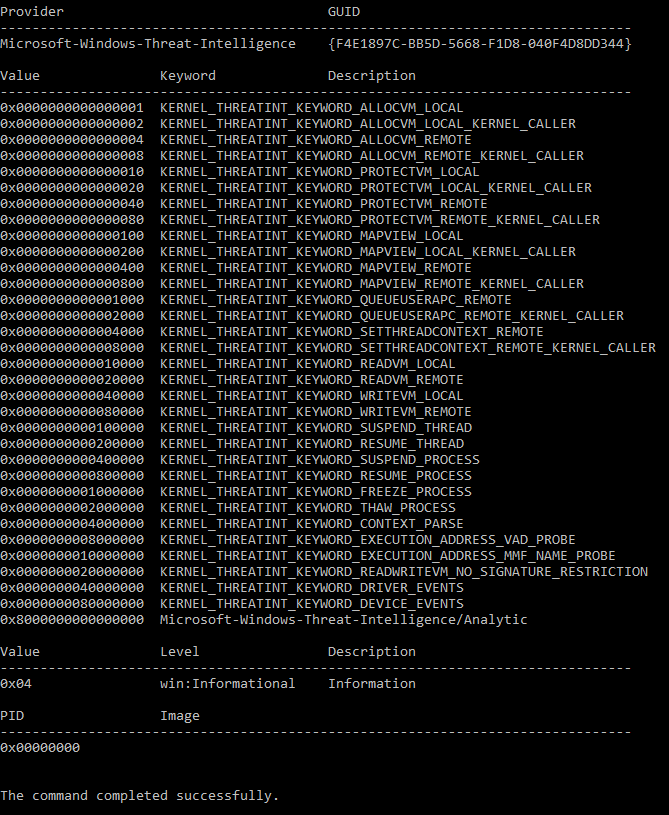 Provider                                 GUID
-------------------------------------------------------------------------------
Microsoft-Windows-Threat-Intelligence    {F4E1897C-BB5D-5668-F1D8-040F4D8DD344}
Value               Keyword              Description
-------------------------------------------------------------------------------
0x0000000000000001  KERNEL_THREATINT_KEYWORD_ALLOCVM_LOCAL
0x0000000000000002  KERNEL_THREATINT_KEYWORD_ALLOCVM_LOCAL_KERNEL_CALLER
0x0000000000000004  KERNEL_THREATINT_KEYWORD_ALLOCVM_REMOTE
0x0000000000000008  KERNEL_THREATINT_KEYWORD_ALLOCVM_REMOTE_KERNEL_CALLER
0x0000000000000010  KERNEL_THREATINT_KEYWORD_PROTECTVM_LOCAL
0x0000000000000020  KERNEL_THREATINT_KEYWORD_PROTECTVM_LOCAL_KERNEL_CALLER
0x0000000000000040  KERNEL_THREATINT_KEYWORD_PROTECTVM_REMOTE
0x0000000000000080  KERNEL_THREATINT_KEYWORD_PROTECTVM_REMOTE_KERNEL_CALLER
0x0000000000000100  KERNEL_THREATINT_KEYWORD_MAPVIEW_LOCAL
0x0000000000000200  KERNEL_THREATINT_KEYWORD_MAPVIEW_LOCAL_KERNEL_CALLER
0x0000000000000400  KERNEL_THREATINT_KEYWORD_MAPVIEW_REMOTE
0x0000000000000800  KERNEL_THREATINT_KEYWORD_MAPVIEW_REMOTE_KERNEL_CALLER
0x0000000000001000  KERNEL_THREATINT_KEYWORD_QUEUEUSERAPC_REMOTE
0x0000000000002000  KERNEL_THREATINT_KEYWORD_QUEUEUSERAPC_REMOTE_KERNEL_CALLER
0x0000000000004000  KERNEL_THREATINT_KEYWORD_SETTHREADCONTEXT_REMOTE
0x0000000000008000  KERNEL_THREATINT_KEYWORD_SETTHREADCONTEXT_REMOTE_KERNEL_CALLER
0x0000000000010000  KERNEL_THREATINT_KEYWORD_READVM_LOCAL
0x0000000000020000  KERNEL_THREATINT_KEYWORD_READVM_REMOTE
0x0000000000040000  KERNEL_THREATINT_KEYWORD_WRITEVM_LOCAL
0x0000000000080000  KERNEL_THREATINT_KEYWORD_WRITEVM_REMOTE
0x0000000000100000  KERNEL_THREATINT_KEYWORD_SUSPEND_THREAD
0x0000000000200000  KERNEL_THREATINT_KEYWORD_RESUME_THREAD
0x0000000000400000  KERNEL_THREATINT_KEYWORD_SUSPEND_PROCESS
0x0000000000800000  KERNEL_THREATINT_KEYWORD_RESUME_PROCESS
0x0000000001000000  KERNEL_THREATINT_KEYWORD_FREEZE_PROCESS
0x0000000002000000  KERNEL_THREATINT_KEYWORD_THAW_PROCESS
0x0000000004000000  KERNEL_THREATINT_KEYWORD_CONTEXT_PARSE
0x0000000008000000  KERNEL_THREATINT_KEYWORD_EXECUTION_ADDRESS_VAD_PROBE
0x0000000010000000  KERNEL_THREATINT_KEYWORD_EXECUTION_ADDRESS_MMF_NAME_PROBE
0x0000000020000000  KERNEL_THREATINT_KEYWORD_READWRITEVM_NO_SIGNATURE_RESTRICTION
0x0000000040000000  KERNEL_THREATINT_KEYWORD_DRIVER_EVENTS
0x0000000080000000  KERNEL_THREATINT_KEYWORD_DEVICE_EVENTS
0x8000000000000000  Microsoft-Windows-Threat-Intelligence/Analytic
Value               Level                Description
-------------------------------------------------------------------------------
0x04                win:Informational    Information
PID                 Image
-------------------------------------------------------------------------------
0x00000000
The command completed successfully.